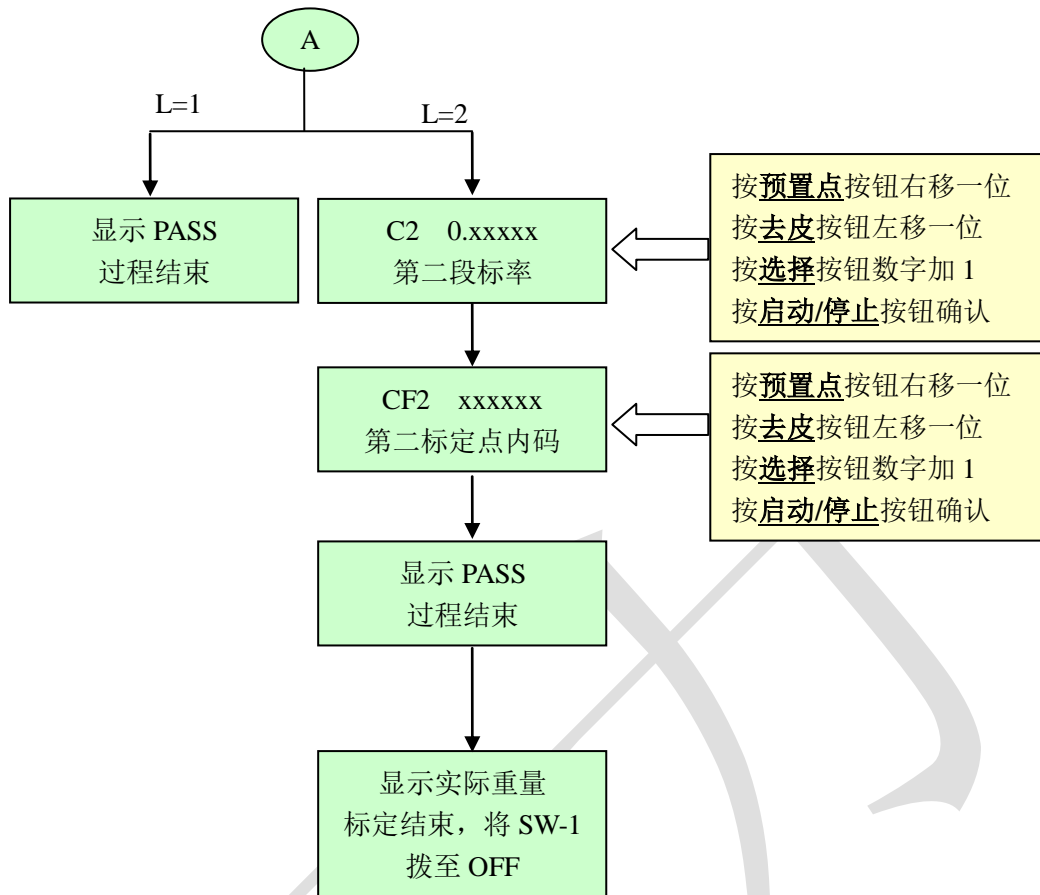 A
L=1
L=2
显示 PASS
过程结束
C2 0.xxxxx
第二段标率
按预置点按钮右移一位
按去皮按钮左移一位
按选择按钮数字加 1
按启动/停止按钮确认
CF2 xxxxxx
第二标定点内码
按预置点按钮右移一位
按去皮按钮左移一位
按选择按钮数字加 1
按启动/停止按钮确认
显示 PASS
过程结束
显示实际重量
标定结束，将 SW-1
拨至 OFF